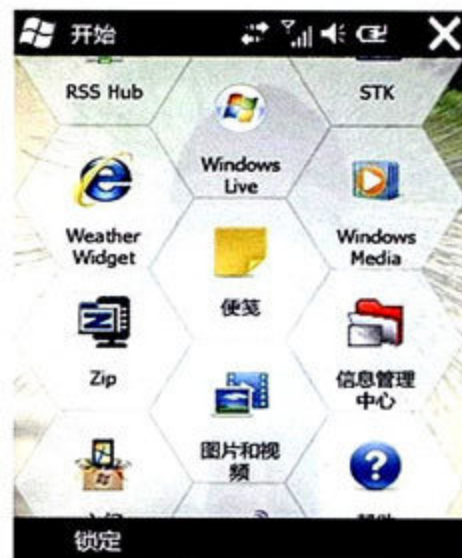 开始
RSS Hub
STK
Windows
Live
Weather
Widget
Windows
Media
便笺
Zip
信息管理
中心
图片和视
频
锁定